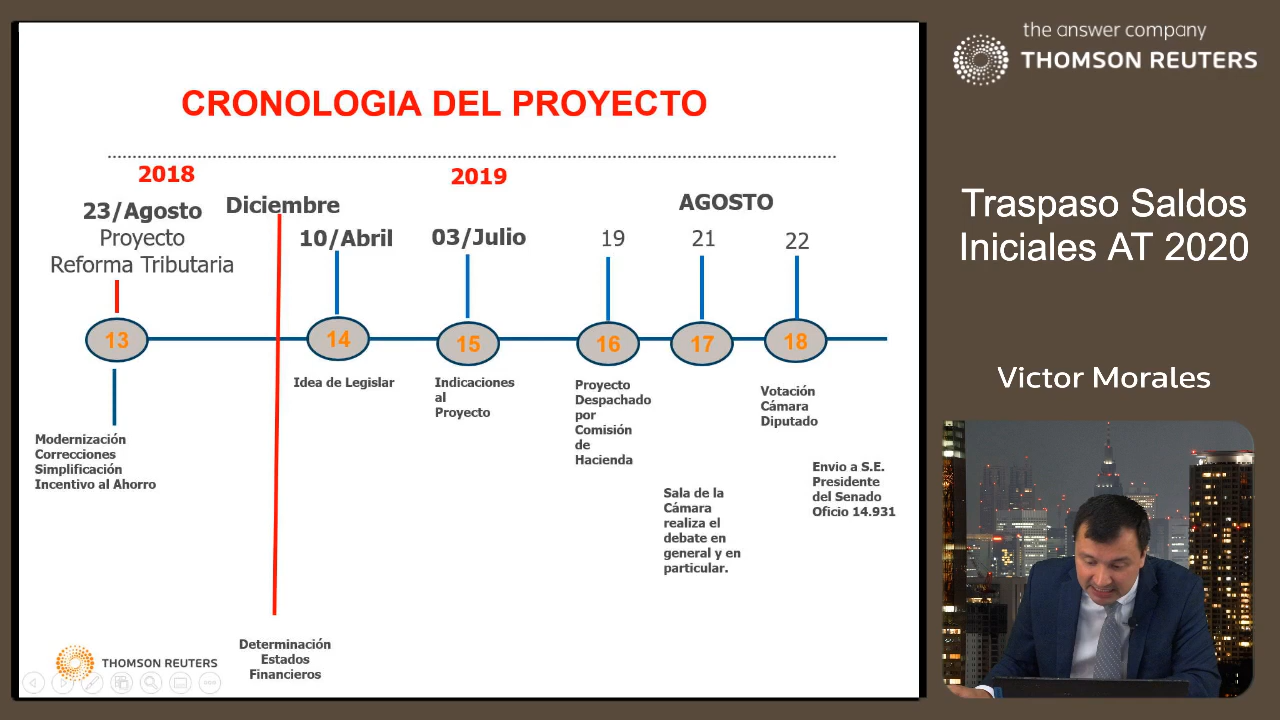 CRONOLOGIA DEL PROYECTO
2018
2019
23/Agosto
Proyecto
Reforma Tributaria
Diciembre
10/Abril
03/Julio
AGOSTO
19
21
22
13
14
15
16
17
18
Modernización
Correcciones
Simplificación
Incentivo al Ahorro
Idea de Legislar
Indicaciones
al
Proyecto
Proyecto
Despachado
por
Comisión
de
Hacienda
Sala de la
Cámara
realiza el
debate en
general y en
particular.
Votación
Cámara
Diputado
Envio a S.E.
Presidente
del Senado
Oficio 14.931
Determinación
Estados
Financieros
THOMSON REUTERS
the answer company
THOMSON REUTERS
Traspaso Saldos
Iniciales AT 2020
Victor Morales